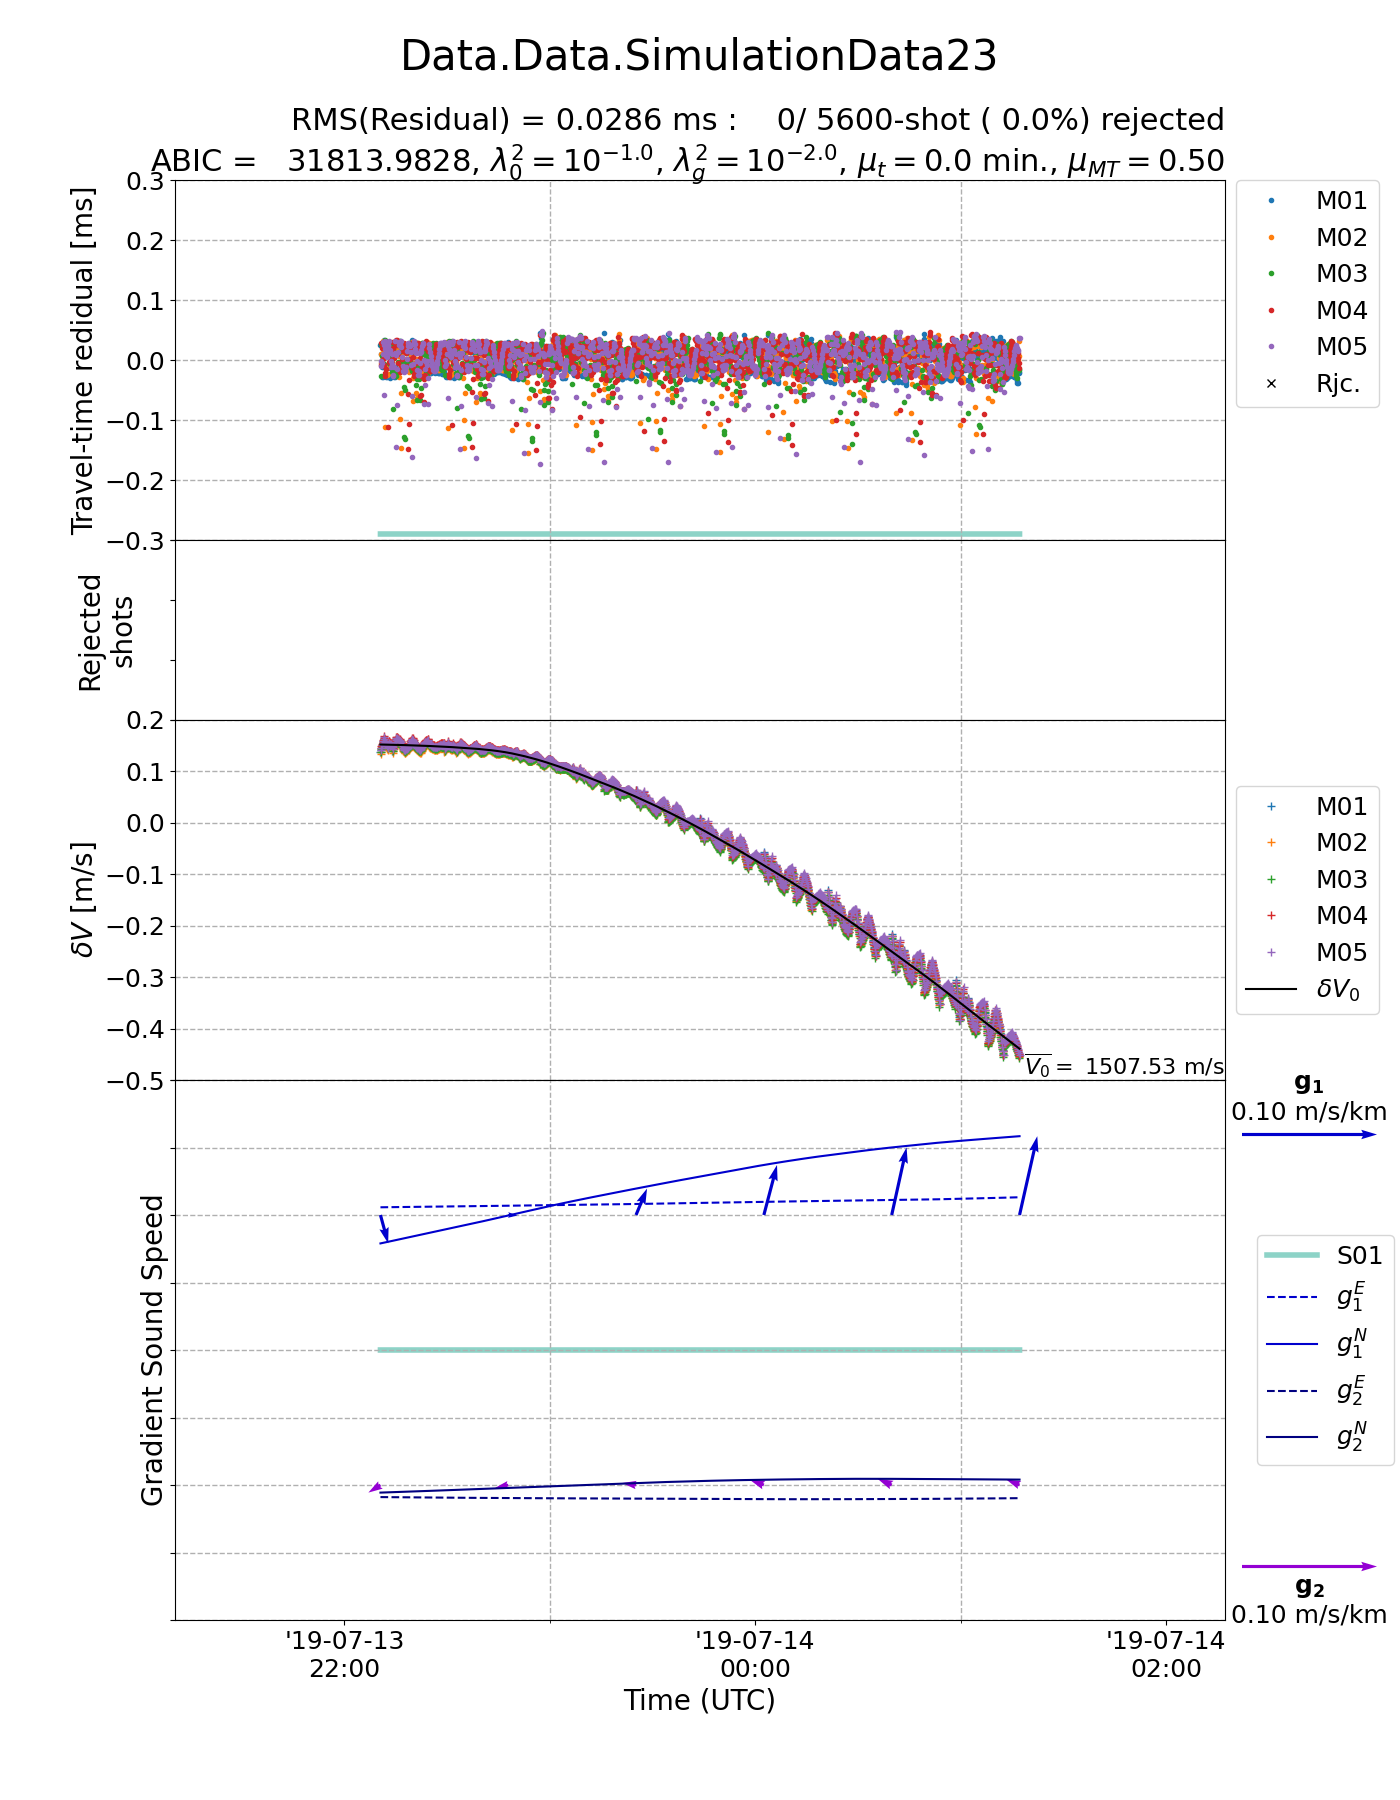 Data.Data.SimulationData23
RMS(Residual) = 0.0286 ms :    0/ 5600-shot ( 0.0%) rejected
ABIC =   31813.9828, λ₀² = 10⁻¹·⁰, λ_g² = 10⁻²·⁰, μ_t = 0.0 min., μ_MT = 0.50
Travel-time redidual [ms]
0.3
0.2
0.1
0.0
−0.1
−0.2
−0.3
M01
M02
M03
M04
M05
Rjc.
Rejected
shots
δV [m/s]
0.2
0.1
0.0
−0.1
−0.2
−0.3
−0.4
−0.5
M01
M02
M03
M04
M05
δV₀
V̅₀ = 1507.53 m/s
Gradient Sound Speed
g₁
0.10 m/s/km
S01
g₁ᴱ
g₁ᴺ
g₂ᴱ
g₂ᴺ
g₂
0.10 m/s/km
'19-07-13
22:00
'19-07-14
00:00
'19-07-14
02:00
Time (UTC)